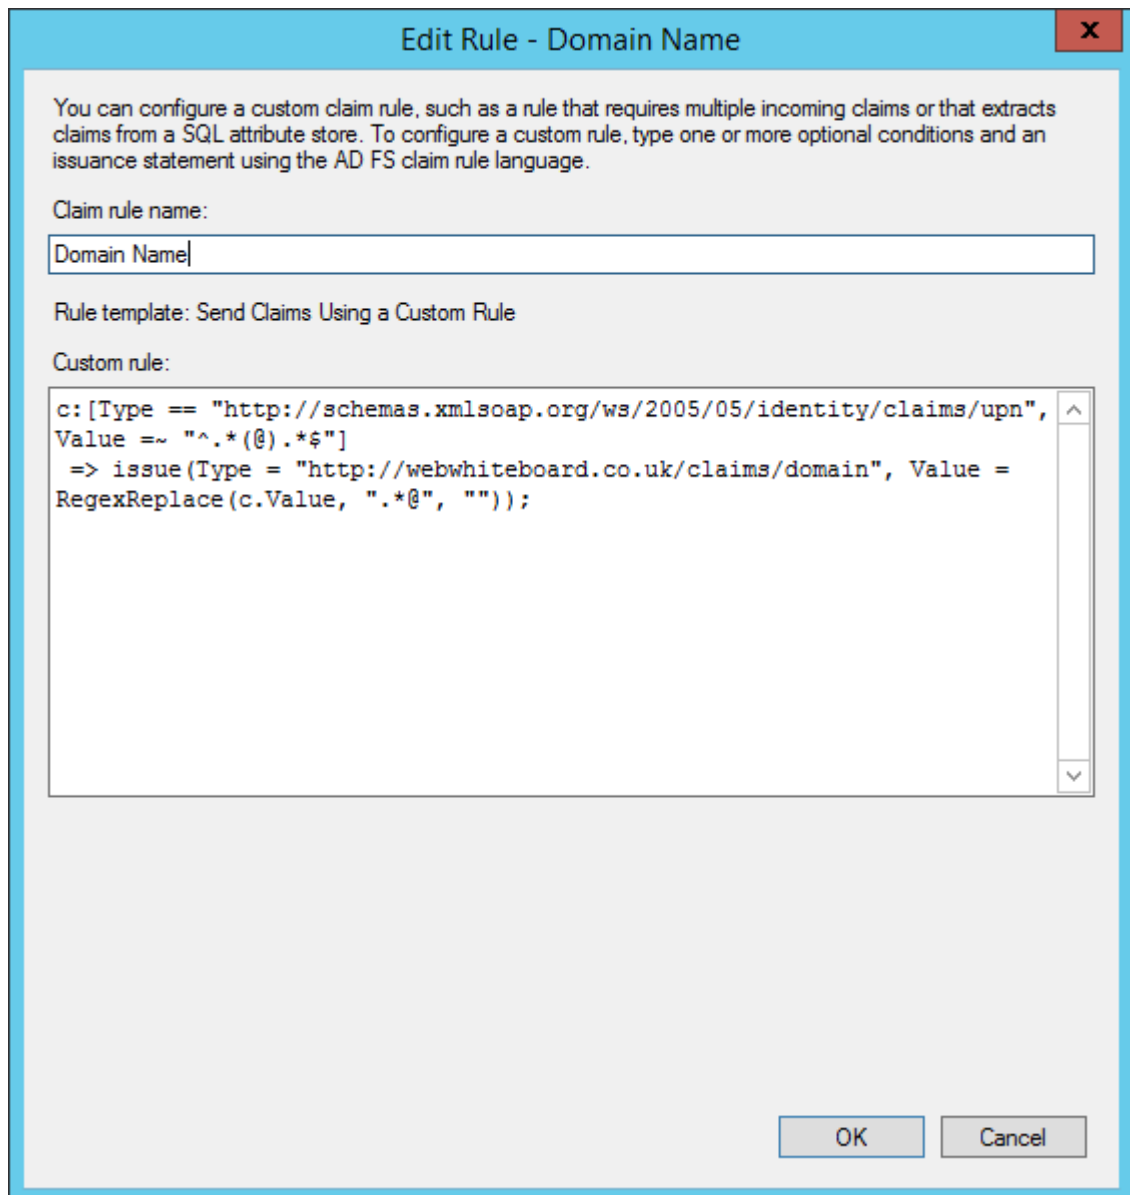 Edit Rule - Domain Name
x
You can configure a custom claim rule, such as a rule that requires multiple incoming claims or that extracts
claims from a SQL attribute store. To configure a custom rule, type one or more optional conditions and an
issuance statement using the AD FS claim rule language.
Claim rule name:
Domain Name
Rule template: Send Claims Using a Custom Rule
Custom rule:
c:[Type == "http://schemas.xmlsoap.org/ws/2005/05/identity/claims/upn",
Value =~ "^.*(@).*$"]
 => issue(Type = "http://webwhiteboard.co.uk/claims/domain", Value =
RegexReplace(c.Value, ".*@", ""));
OK
Cancel